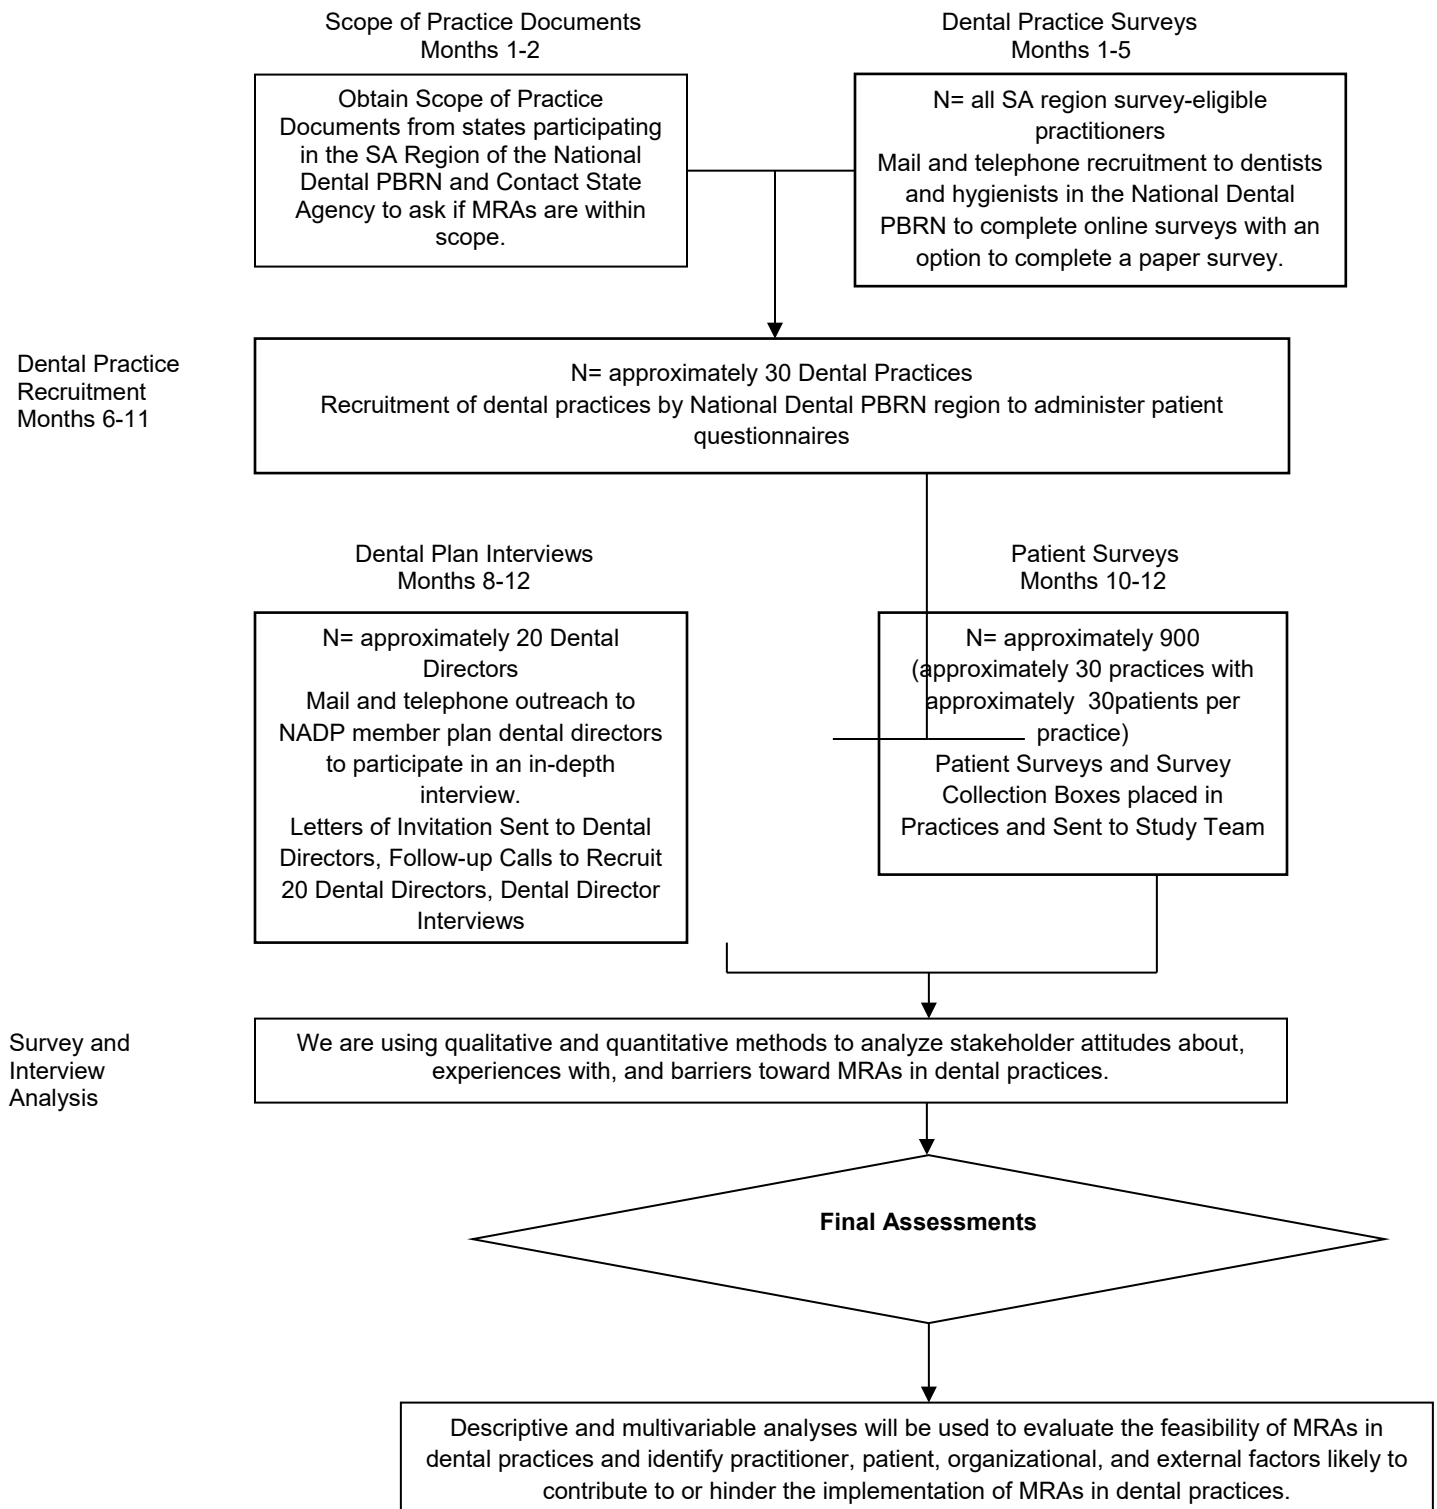 Scope of Practice Documents
Months 1-2
Obtain Scope of Practice
Documents from states participating
in the SA Region of the National
Dental PBRN and Contact State
Agency to ask if MRAs are within
scope.
Dental Practice Surveys
Months 1-5
N= all SA region survey-eligible
practitioners
Mail and telephone recruitment to dentists
and hygienists in the National Dental
PBRN to complete online surveys with an
option to complete a paper survey.
Dental Practice
Recruitment
Months 6-11
N= approximately 30 Dental Practices
Recruitment of dental practices by National Dental PBRN region to administer patient
questionnaires
Dental Plan Interviews
Months 8-12
N= approximately 20 Dental
Directors
Mail and telephone outreach to
NADP member plan dental directors
to participate in an in-depth
interview.
Letters of Invitation Sent to Dental
Directors, Follow-up Calls to Recruit
20 Dental Directors, Dental Director
Interviews
Patient Surveys
Months 10-12
N= approximately 900
(approximately 30 practices with
approximately  30patients per
practice)
Patient Surveys and Survey
Collection Boxes placed in
Practices and Sent to Study Team
Survey and
Interview
Analysis
We are using qualitative and quantitative methods to analyze stakeholder attitudes about,
experiences with, and barriers toward MRAs in dental practices.
Final Assessments
Descriptive and multivariable analyses will be used to evaluate the feasibility of MRAs in
dental practices and identify practitioner, patient, organizational, and external factors likely to
contribute to or hinder the implementation of MRAs in dental practices.